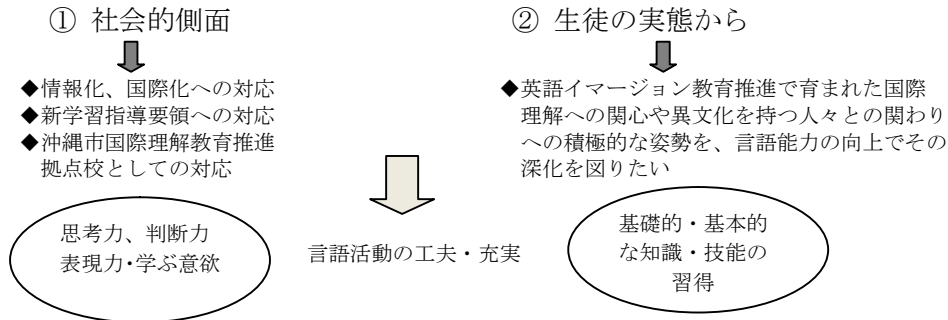 ① 社会的側面
② 生徒の実態から
◆情報化、国際化への対応
◆新学習指導要領への対応
◆沖縄市国際理解教育推進
拠点校としての対応
◆英語イマージョン教育推進で育まれた国際
理解への関心や異文化を持つ人々との関わり
への積極的な姿勢を、言語能力の向上でその
深化を図りたい
思考力、判断力
表現力・学ぶ意欲
言語活動の工夫・充実
基礎的・基本的
な知識・技能の
習得